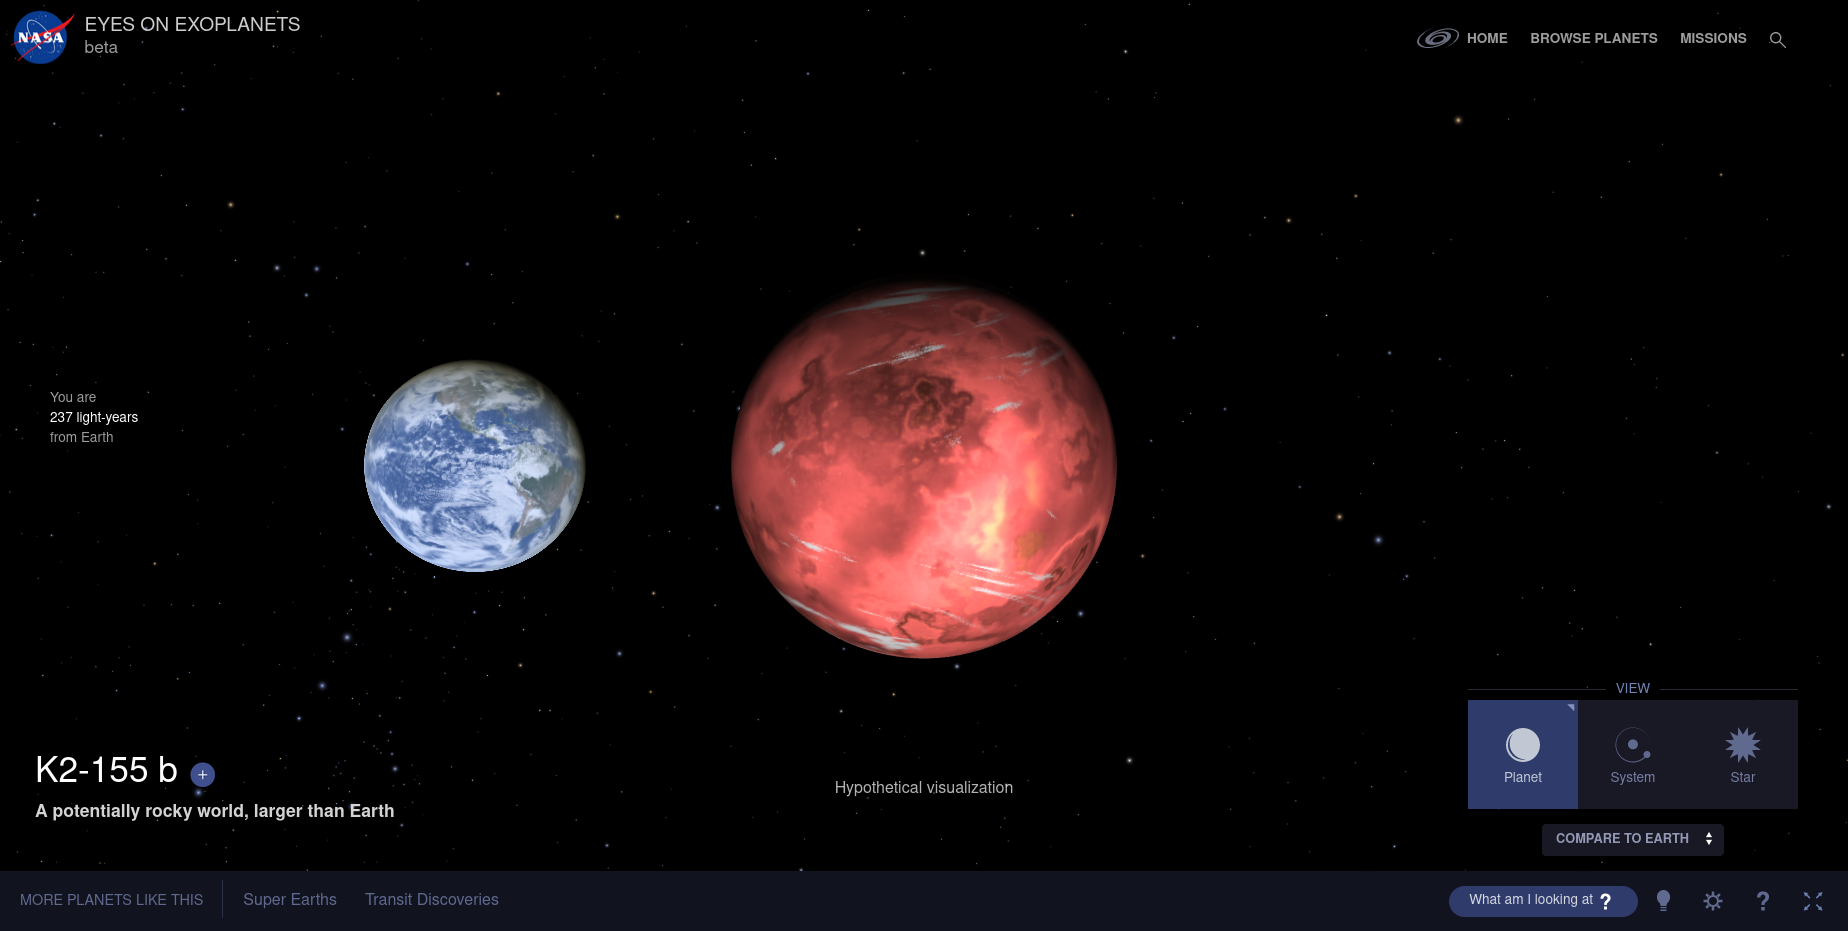 NASA
EYES ON EXOPLANETS
beta
HOME
BROWSE PLANETS
MISSIONS
You are
237 light-years
from Earth
K2-155 b +
A potentially rocky world, larger than Earth
Hypothetical visualization
VIEW
Planet
System
Star
COMPARE TO EARTH
MORE PLANETS LIKE THIS
Super Earths
Transit Discoveries
What am I looking at ?
?